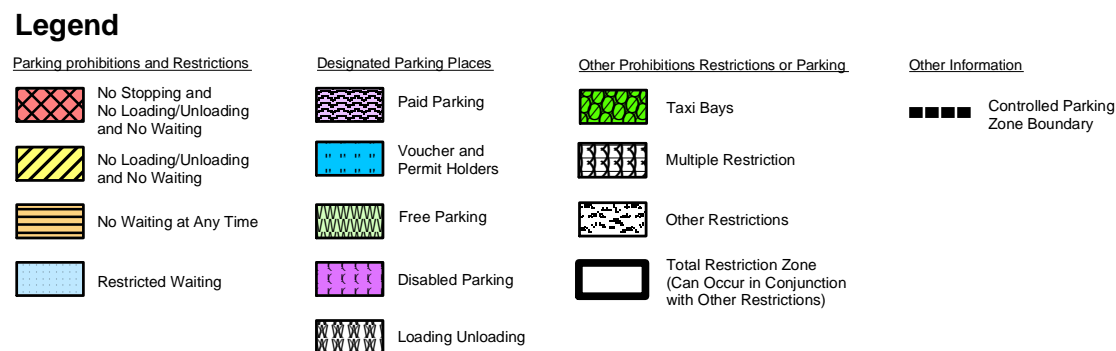 Legend
Parking prohibitions and Restrictions
No Stopping and
No Loading/Unloading
and No Waiting
No Loading/Unloading
and No Waiting
No Waiting at Any Time
Restricted Waiting
Designated Parking Places
Paid Parking
Voucher and
Permit Holders
Free Parking
Disabled Parking
Loading Unloading
Other Prohibitions Restrictions or Parking
Taxi Bays
Multiple Restriction
Other Restrictions
Total Restriction Zone
(Can Occur in Conjunction
with Other Restrictions)
Other Information
Controlled Parking
Zone Boundary